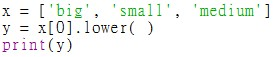 x = ['big', 'small', 'medium']
y = x[0].lower( )
print(y)